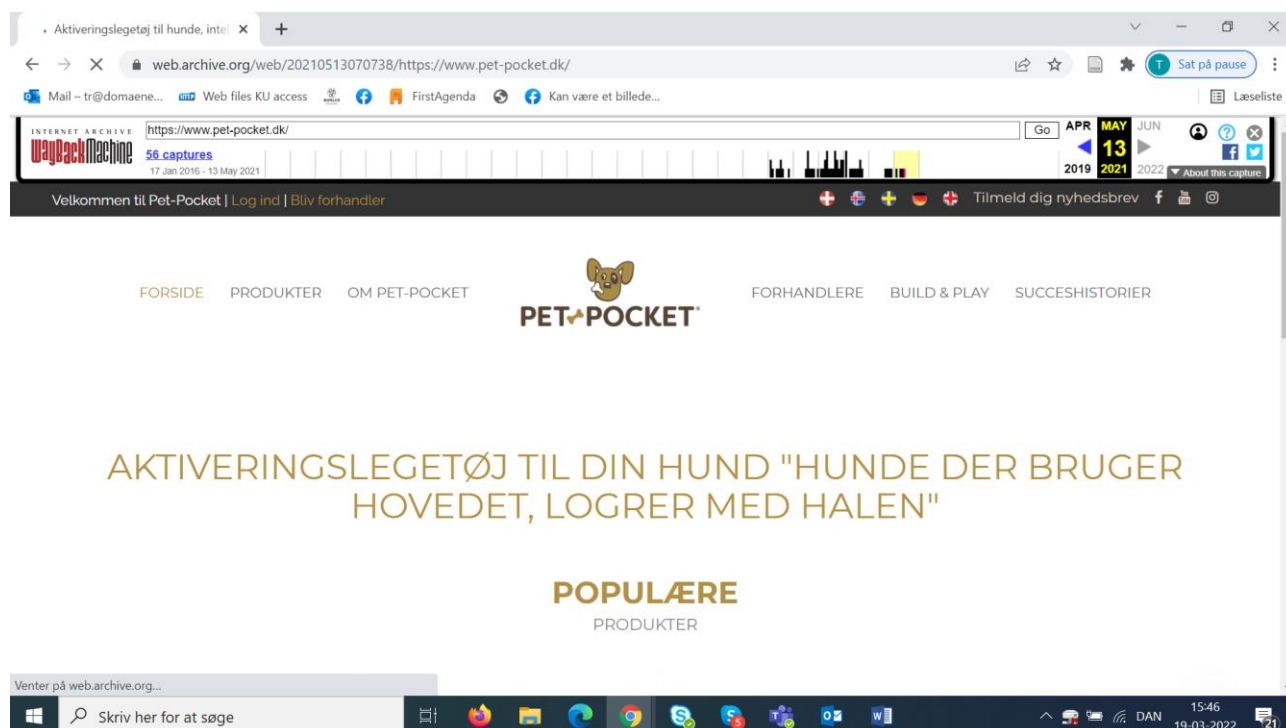 Aktiveringslegetøj til hunde, intel
web.archive.org/web/20210513070738/https://www.pet-pocket.dk/
T Sat på pause
Mail – tr@domaene... Web files KU access FirstAgenda Kan være et billede... Læseliste
INTERNET ARCHIVE
WayBackMachine
https://www.pet-pocket.dk/ Go
56 captures
17 Jan 2016 - 13 May 2021
APR MAY JUN
13
2019 2021 2022
About this capture
Velkommen til Pet-Pocket | Log ind | Bliv forhandler Tilmeld dig nyhedsbrev
FORSIDE PRODUKTER OM PET-POCKET PET-POCKET FORHANDLERE BUILD & PLAY SUCCESHISTORIER
AKTIVERINGSLEGETØJ TIL DIN HUND "HUNDE DER BRUGER
HOVEDET, LOGRER MED HALEN"
POPULÆRE
PRODUKTER
Venter på web.archive.org...
Skriv her for at søge DAN 15:46
19-03-2022